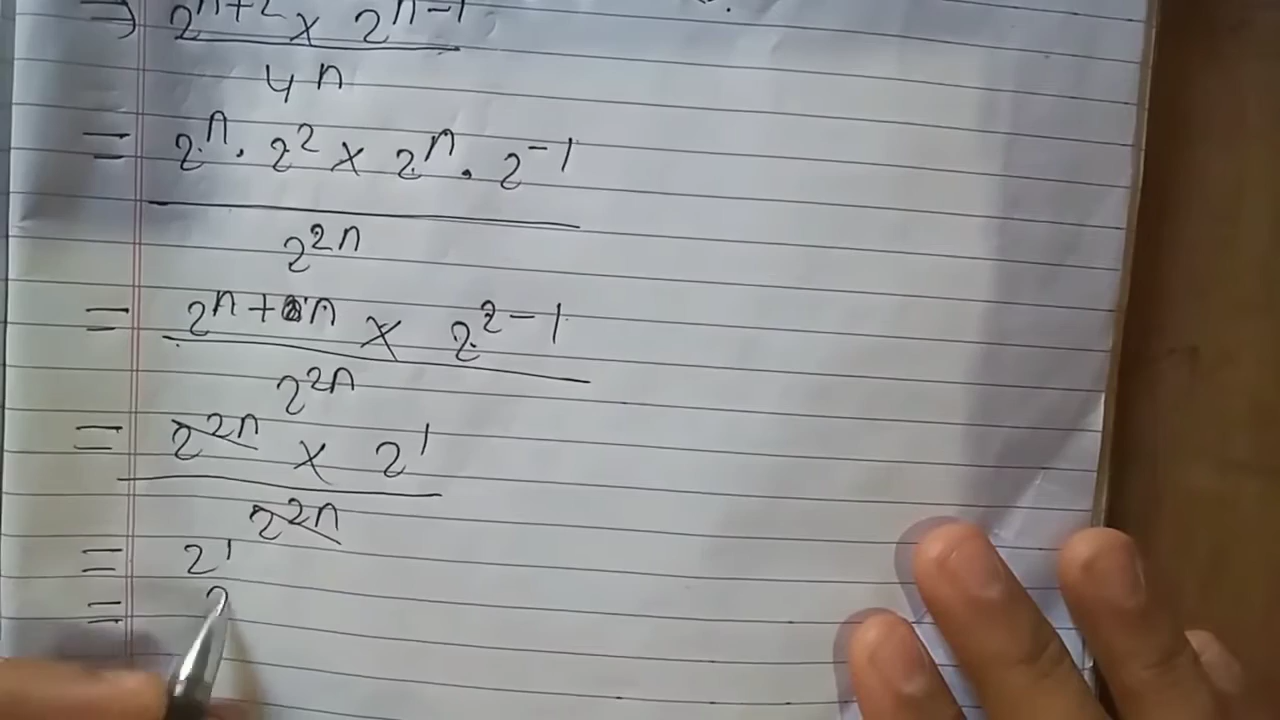 ⇒ 2^{n+2} × 2^{n-1}
4^n
= 2^n · 2^2 × 2^n · 2^{-1}
2^{2n}
= 2^{n+n} × 2^{2-1}
2^{2n}
= 2^{2n} × 2^1
2^{2n}
= 2^1
= 2